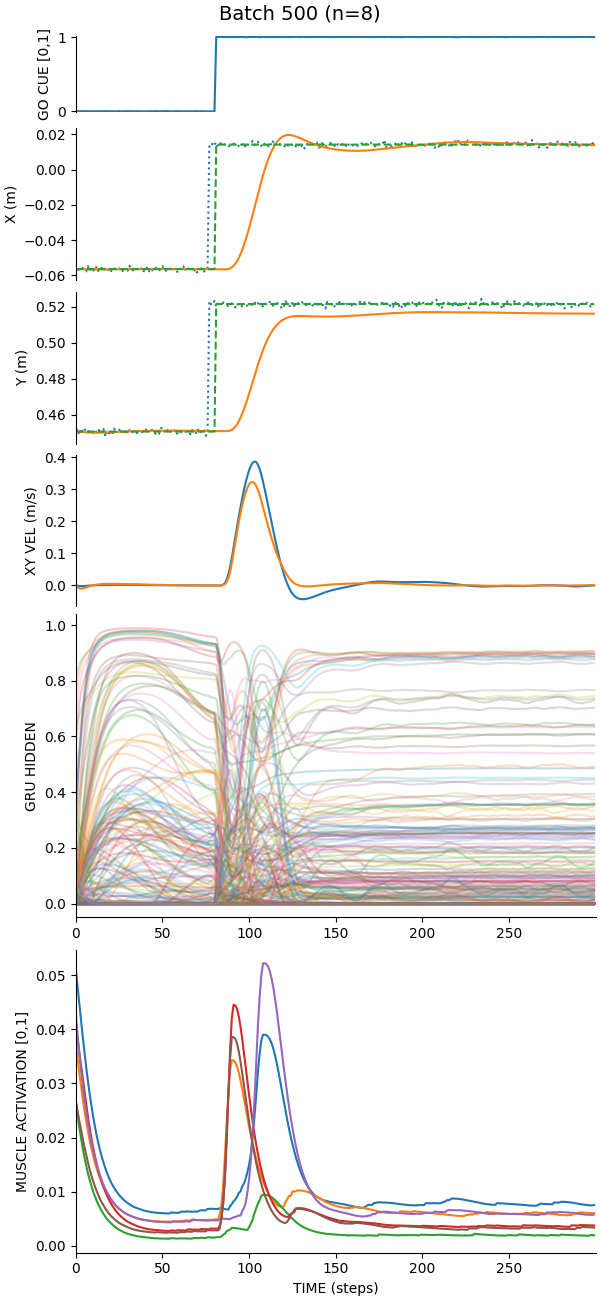 Batch 500 (n=8)
GO CUE [0,1]
1
0
X (m)
0.02
0.00
−0.02
−0.04
−0.06
Y (m)
0.52
0.50
0.48
0.46
XY VEL (m/s)
0.4
0.3
0.2
0.1
0.0
GRU HIDDEN
1.0
0.8
0.6
0.4
0.2
0.0
0 50 100 150 200 250
MUSCLE ACTIVATION [0,1]
0.05
0.04
0.03
0.02
0.01
0.00
0 50 100 150 200 250
TIME (steps)